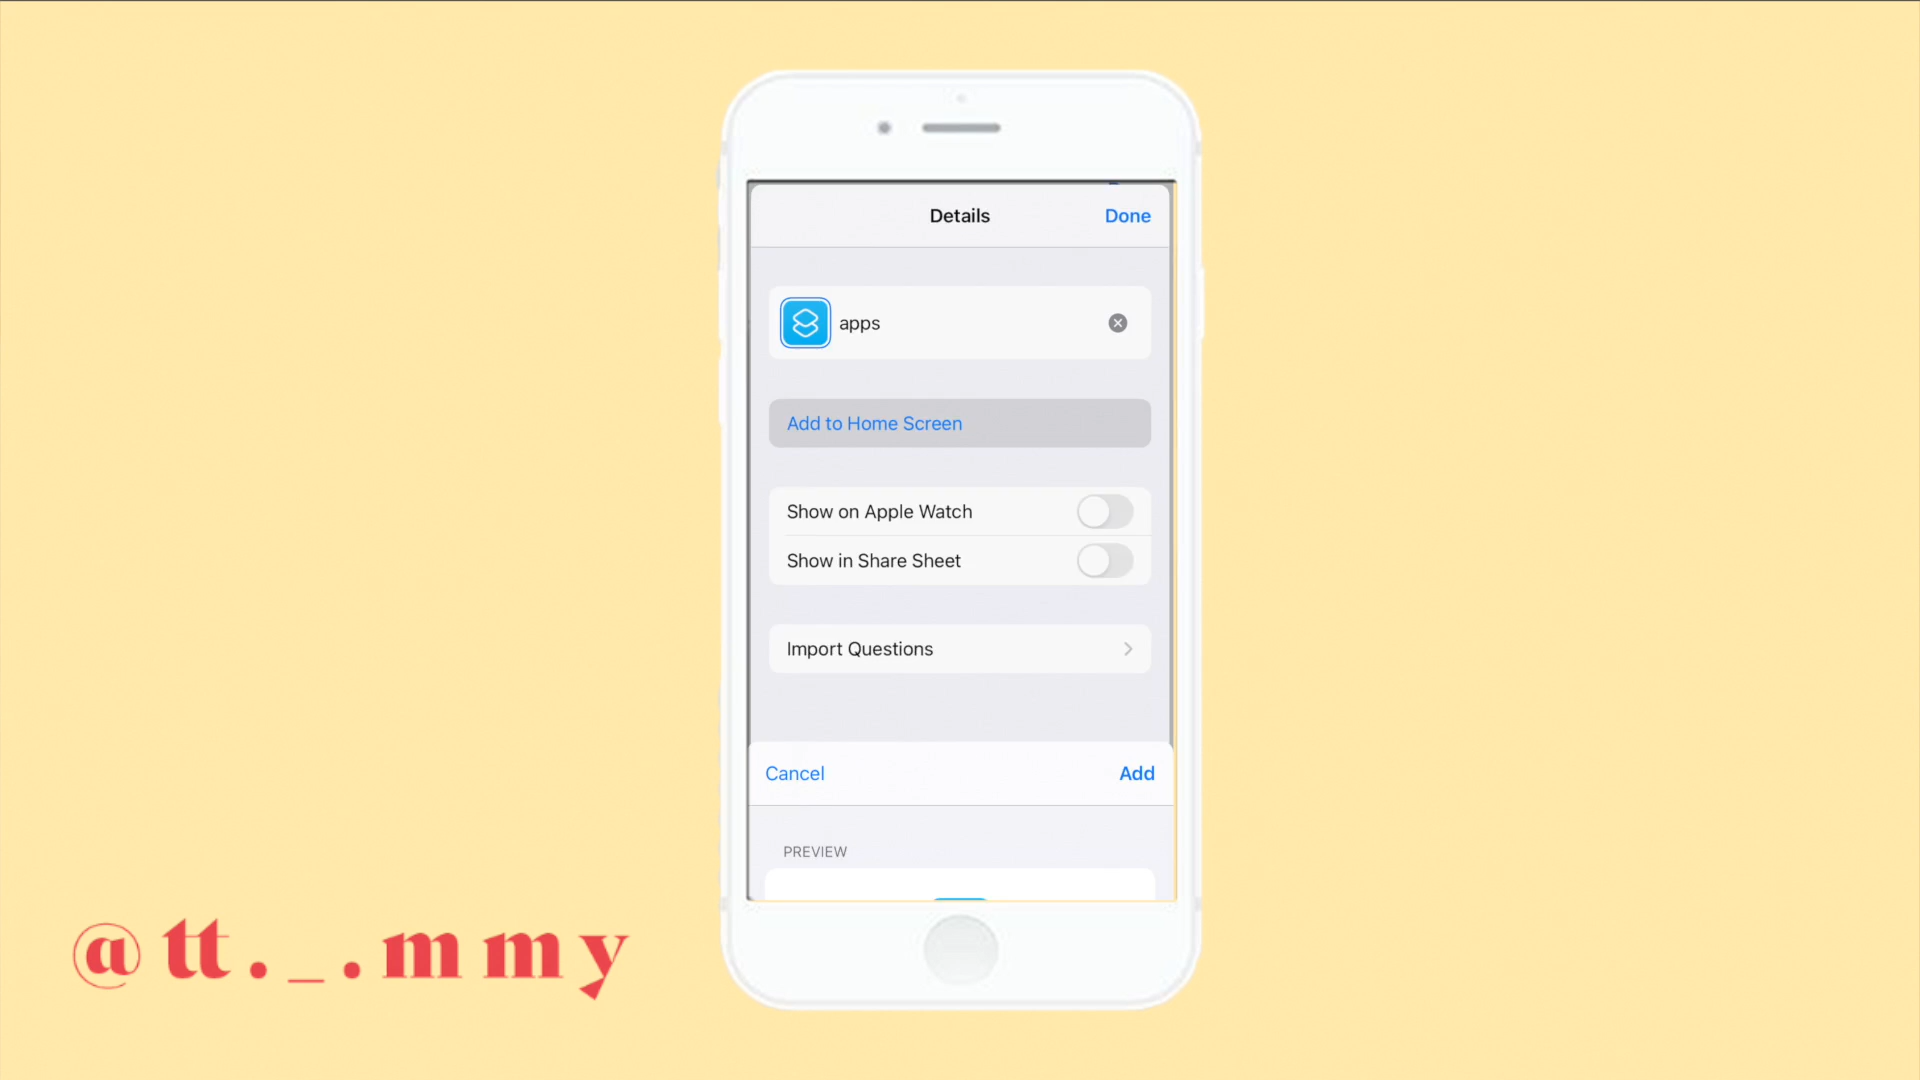 Details
Done
apps
Add to Home Screen
Show on Apple Watch
Show in Share Sheet
Import Questions
Cancel
Add
PREVIEW
@tt._.mmy